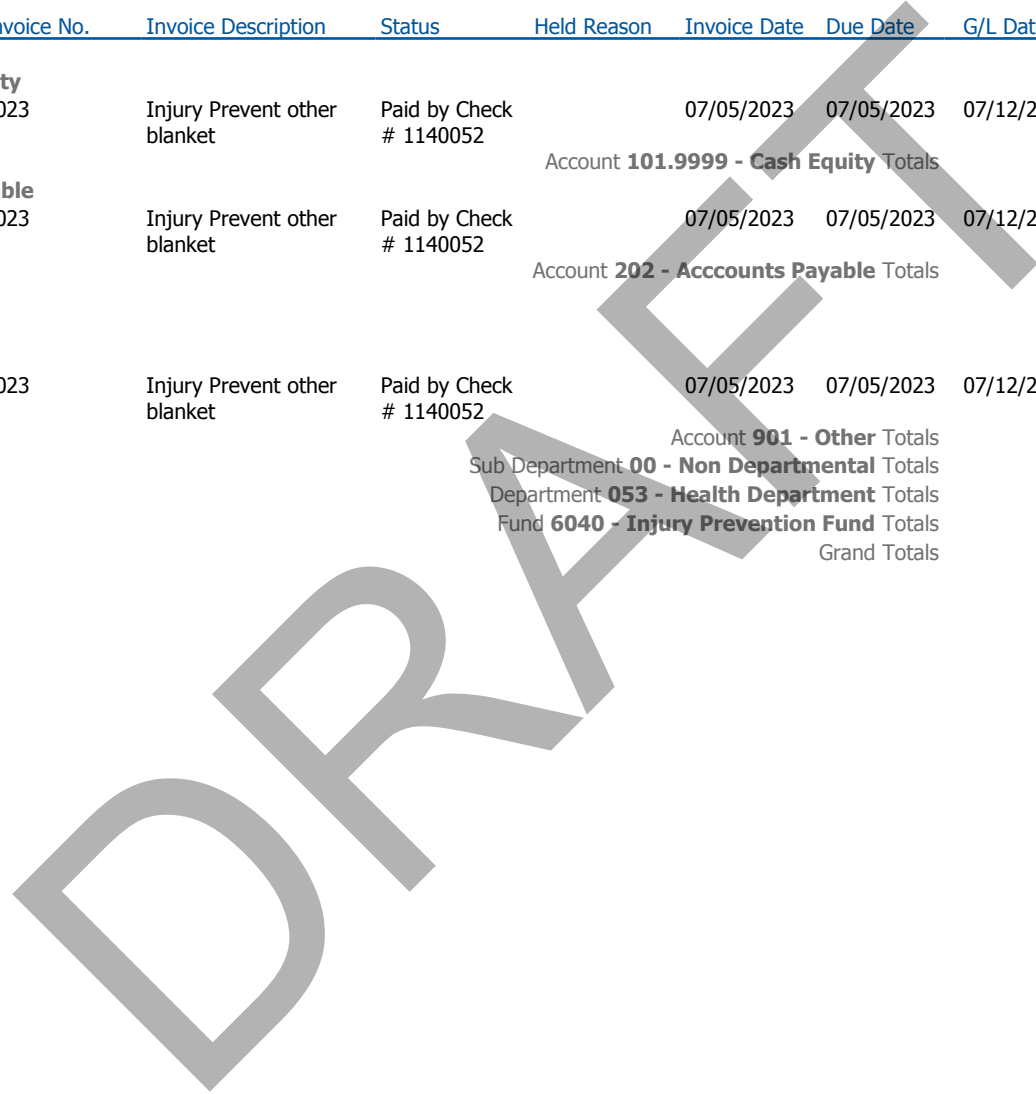 nvoice No. Invoice Description Status Held Reason Invoice Date Due Date G/L Dat
ty
023 Injury Prevent other Paid by Check 07/05/2023 07/05/2023 07/12/2
blanket # 1140052
Account 101.9999 - Cash Equity Totals
ble
023 Injury Prevent other Paid by Check 07/05/2023 07/05/2023 07/12/2
blanket # 1140052
Account 202 - Acccounts Payable Totals
023 Injury Prevent other Paid by Check 07/05/2023 07/05/2023 07/12/2
blanket # 1140052
Account 901 - Other Totals
Sub Department 00 - Non Departmental Totals
Department 053 - Health Department Totals
Fund 6040 - Injury Prevention Fund Totals
Grand Totals
DRAFT